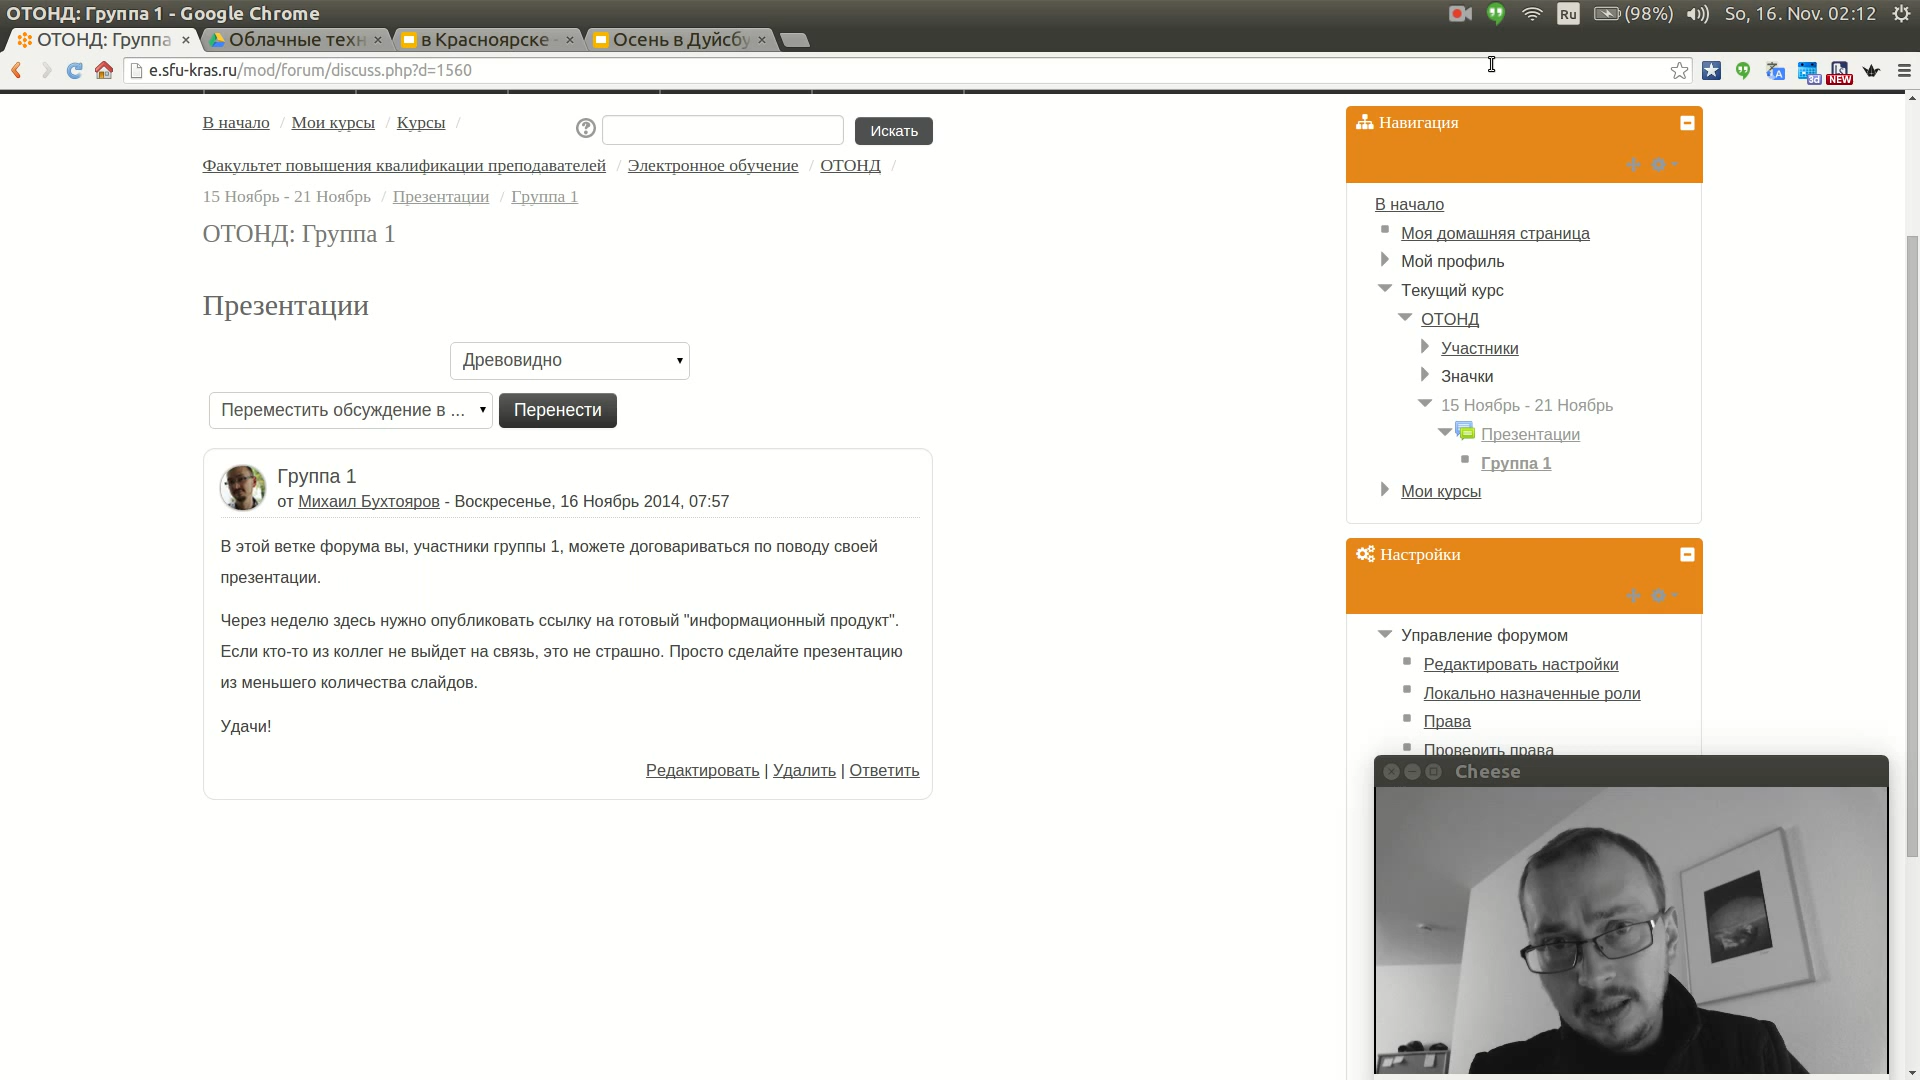 ОТОНД: Группа 1 - Google Chrome
Ru (98%) So, 16. Nov. 02:12
ОТОНД: Группа
Облачные техн
в Красноярске -
Осень в Дуйсбу
e.sfu-kras.ru/mod/forum/discuss.php?d=1560
3d
NEW
В начало / Мои курсы / Курсы /
Искать
Факультет повышения квалификации преподавателей / Электронное обучение / ОТОНД /
15 Ноябрь - 21 Ноябрь / Презентации / Группа 1
ОТОНД: Группа 1
Презентации
Древовидно
Переместить обсуждение в ...
Перенести
Группа 1
от Михаил Бухтояров - Воскресенье, 16 Ноябрь 2014, 07:57
В этой ветке форума вы, участники группы 1, можете договариваться по поводу своей
презентации.
Через неделю здесь нужно опубликовать ссылку на готовый "информационный продукт".
Если кто-то из коллег не выйдет на связь, это не страшно. Просто сделайте презентацию
из меньшего количества слайдов.
Удачи!
Редактировать | Удалить | Ответить
Навигация
В начало
Моя домашняя страница
Мой профиль
Текущий курс
ОТОНД
Участники
Значки
15 Ноябрь - 21 Ноябрь
Презентации
Группа 1
Мои курсы
Настройки
Управление форумом
Редактировать настройки
Локально назначенные роли
Права
Проверить права
Cheese